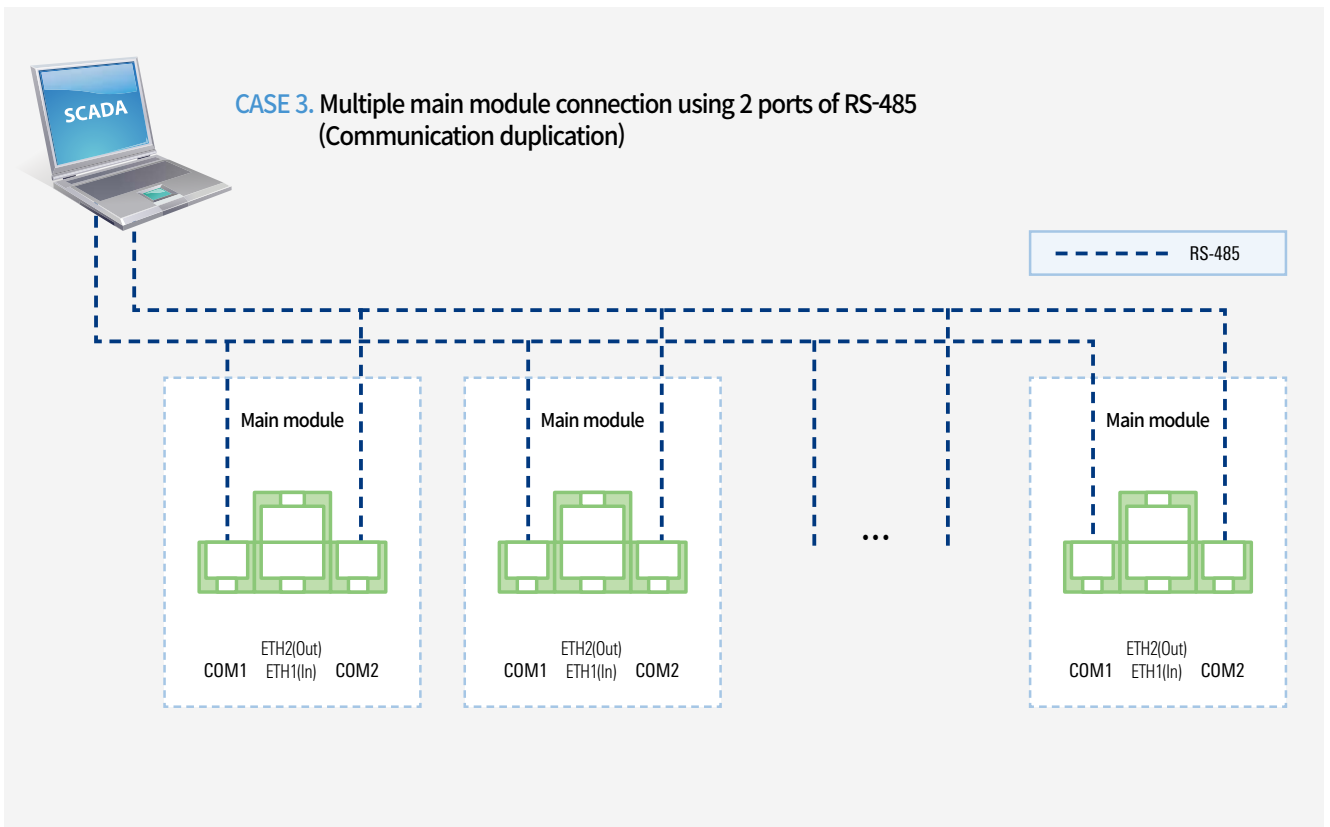 SCADA
CASE 3. Multiple main module connection using 2 ports of RS-485
(Communication duplication)
RS-485
Main module
Main module
...
Main module
ETH2(Out)
COM1 ETH1(In) COM2
ETH2(Out)
COM1 ETH1(In) COM2
ETH2(Out)
COM1 ETH1(In) COM2